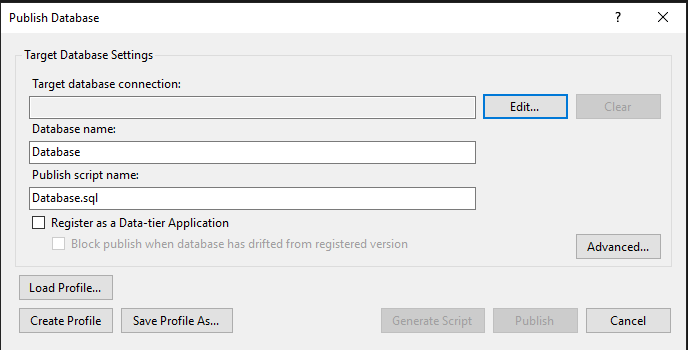 Publish Database
? ×
Target Database Settings
Target database connection:
Edit...
Clear
Database name:
Database
Publish script name:
Database.sql
Register as a Data-tier Application
Block publish when database has drifted from registered version
Advanced...
Load Profile...
Create Profile
Save Profile As...
Generate Script
Publish
Cancel